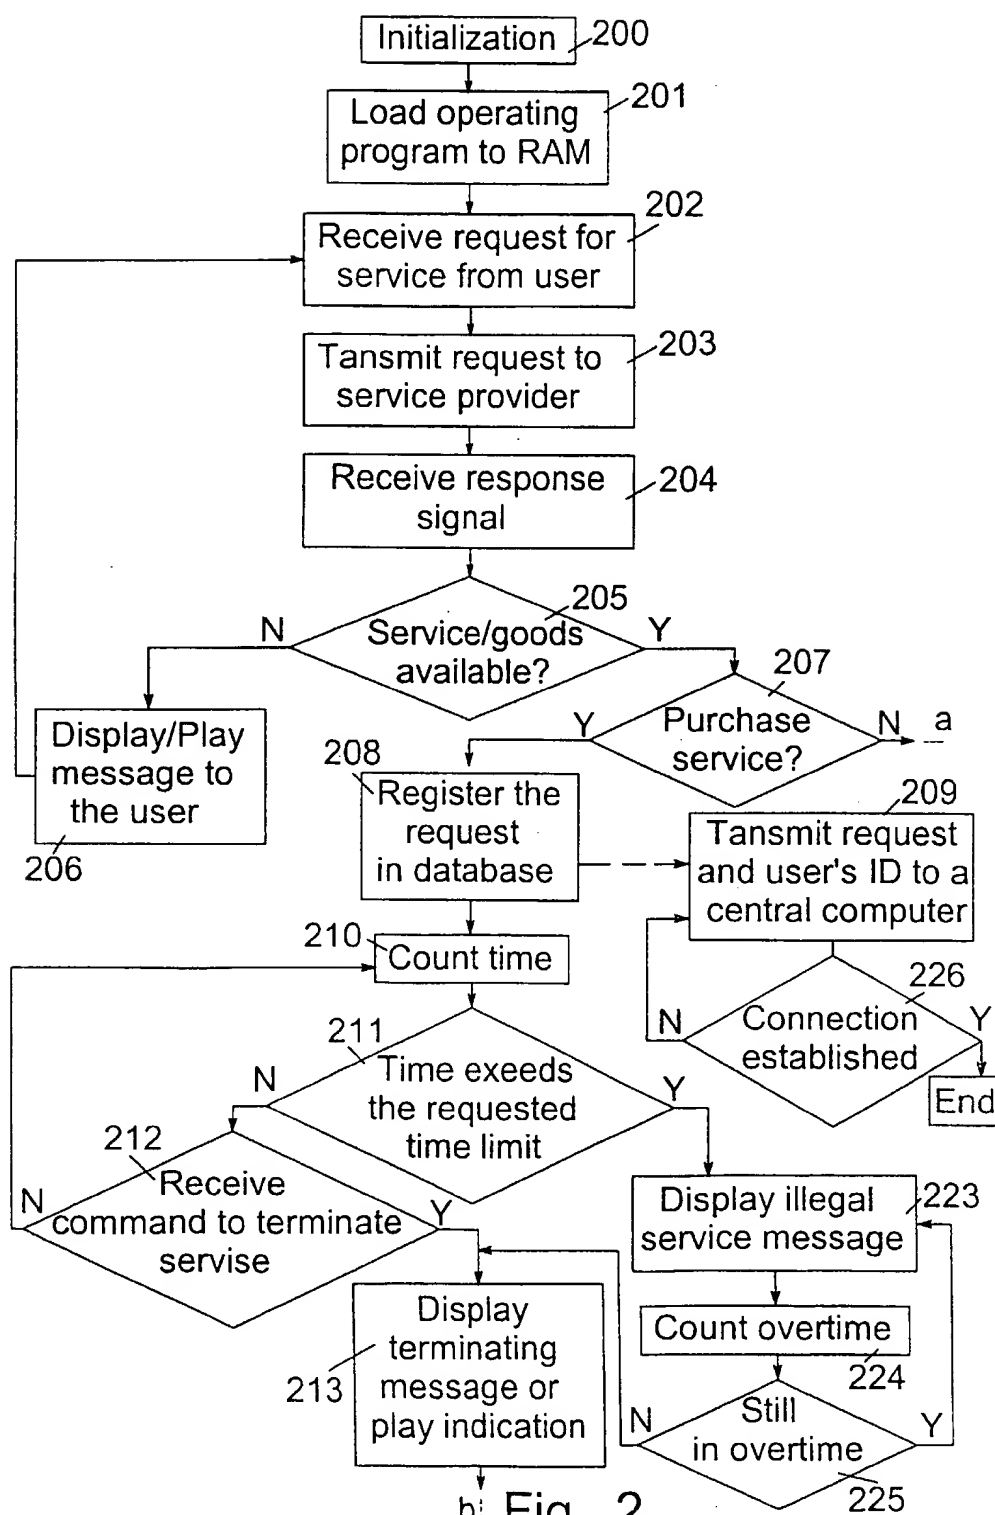 Initialization
200
Load operating
program to RAM
201
Receive request for
service from user
202
Tansmit request to
service provider
203
Receive response
signal
204
Service/goods
available?
205
N
Y
Display/Play
message to
the user
206
Purchase
service?
207
Y
N
a
Register the
request
in database
208
Tansmit request
and user's ID to a
central computer
209
Count time
210
Connection
established
226
N
Y
End
Time exeeds
the requested
time limit
211
N
Y
Receive
command to terminate
servise
212
N
Y
Display illegal
service message
223
Display
terminating
message or
play indication
213
Count overtime
224
Still
in overtime
225
N
Y
b
Fig. 2